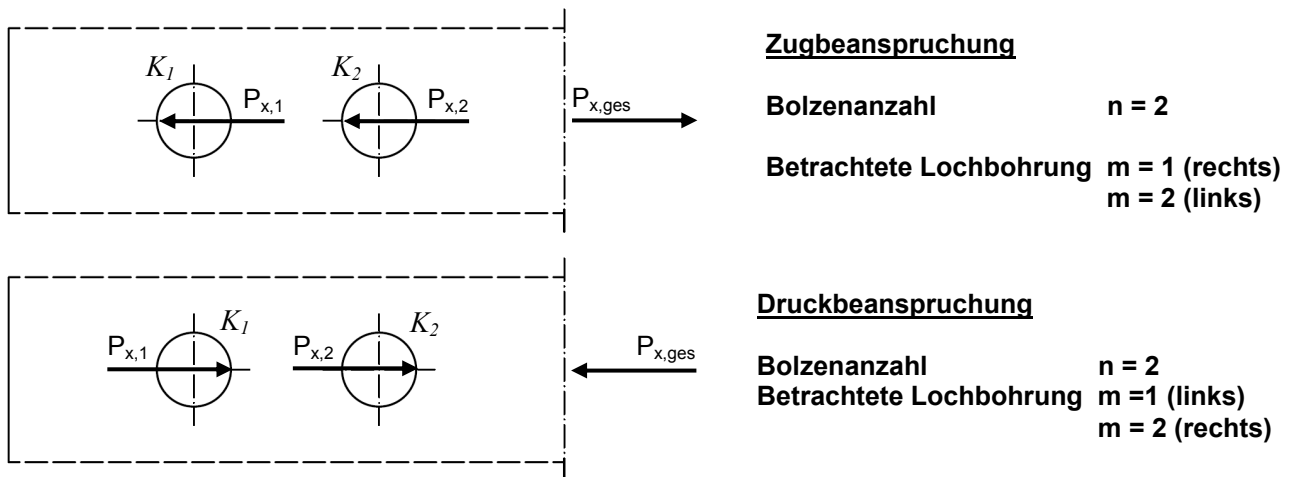 Zugbeanspruchung
K1 K2
Px,1 Px,2 Px,ges
Bolzenanzahl n = 2
Betrachtete Lochbohrung m = 1 (rechts)
m = 2 (links)
Druckbeanspruchung
K1 K2
Px,1 Px,2 Px,ges
Bolzenanzahl n = 2
Betrachtete Lochbohrung m =1 (links)
m = 2 (rechts)